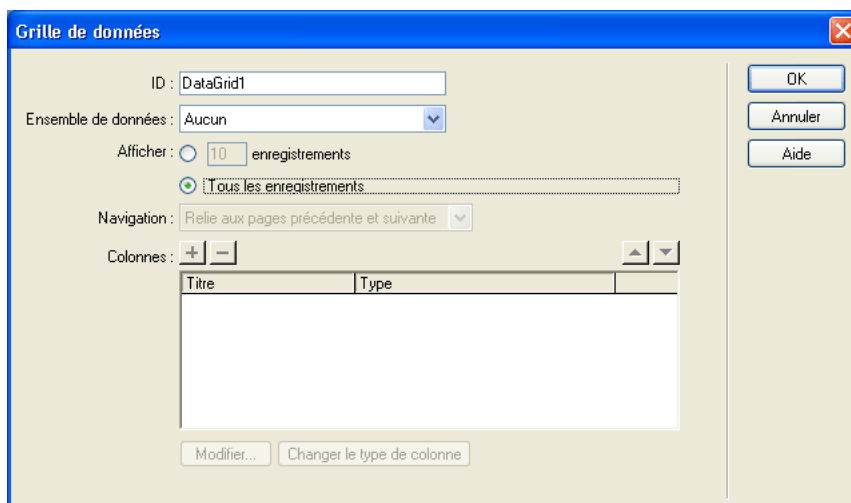 Grille de données
ID : DataGrid1
Ensemble de données : Aucun
Afficher : 10 enregistrements
Tous les enregistrements
Navigation : Relie aux pages précédente et suivante
Colonnes : + −
Titre Type
Modifier... Changer le type de colonne
OK
Annuler
Aide